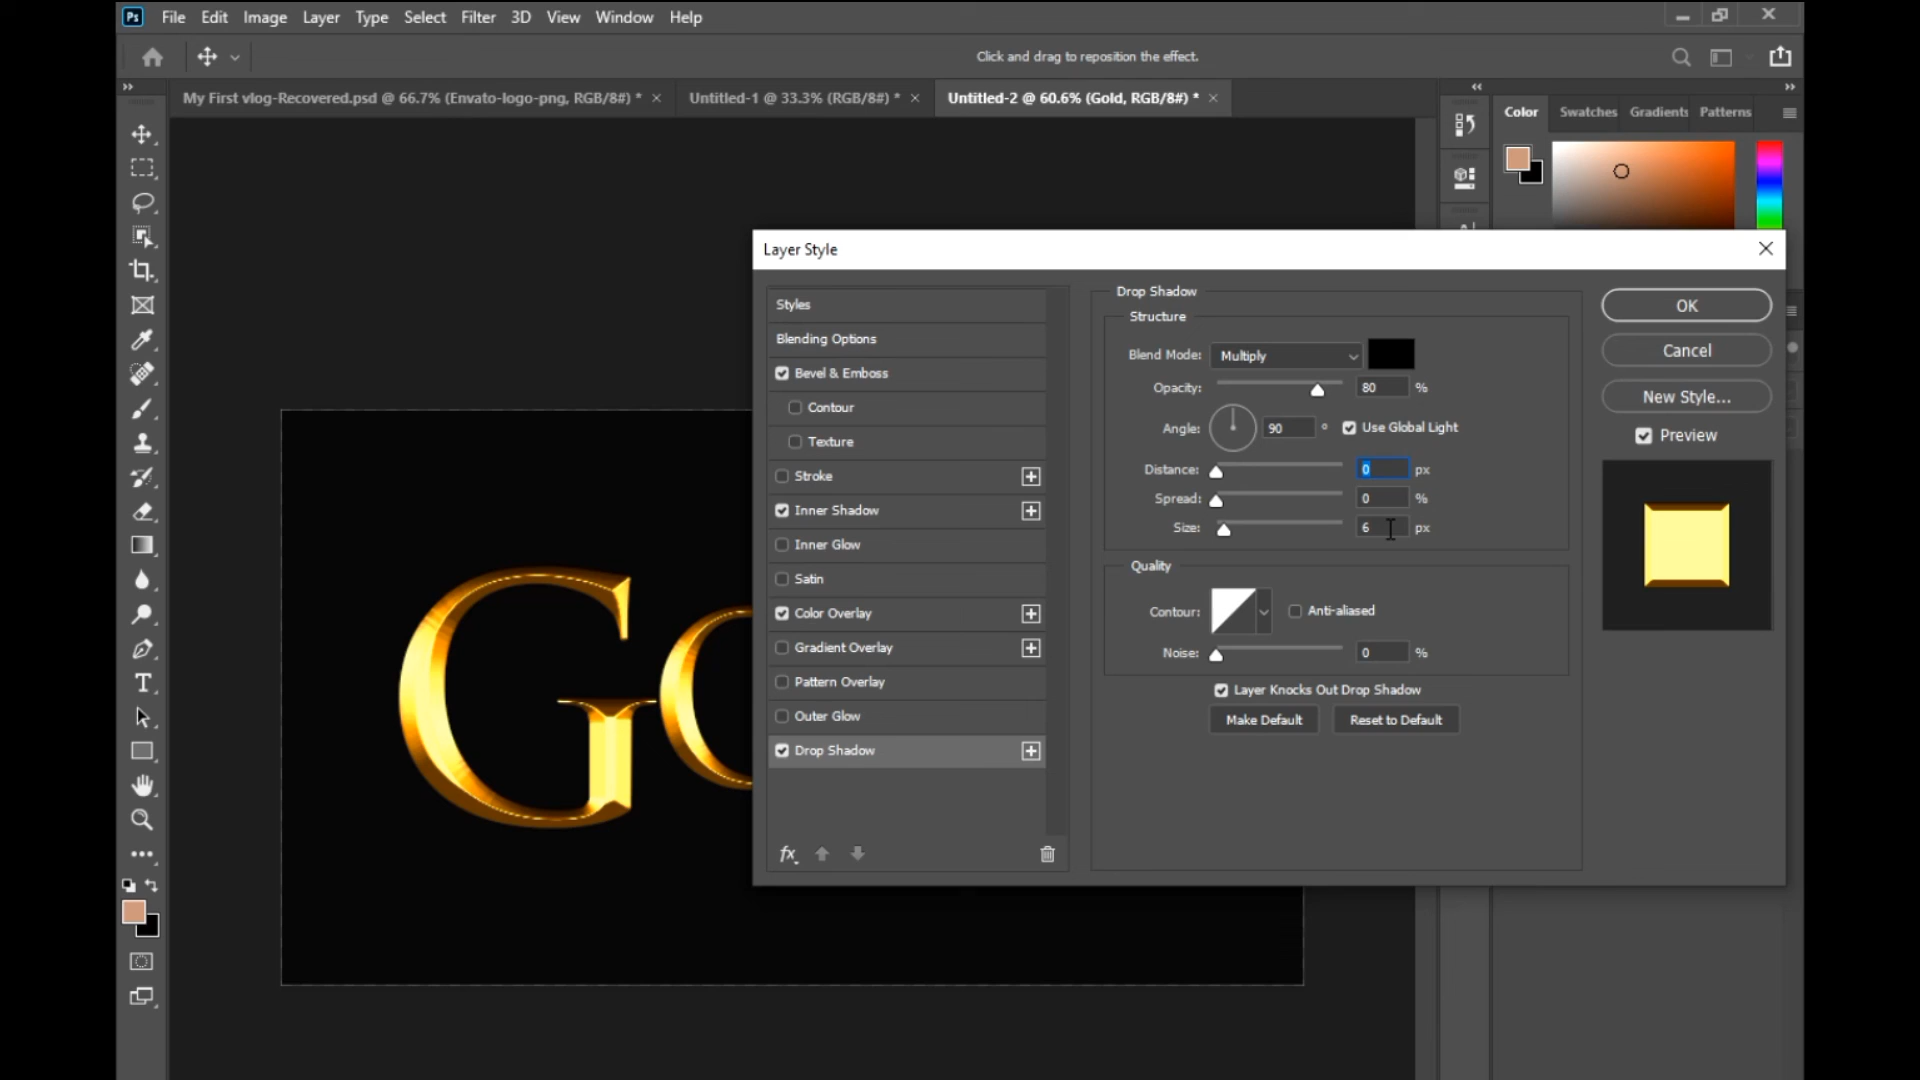 Ps File Edit Image Layer Type Select Filter 3D View Window Help
Click and drag to reposition the effect.
My First vlog-Recovered.psd @ 66.7% (Envato-logo-png, RGB/8#) *
Untitled-1 @ 33.3% (RGB/8#) *
Untitled-2 @ 60.6% (Gold, RGB/8#) *
Color Swatches Gradients Patterns
Layer Style
Styles
Blending Options
Bevel & Emboss
Contour
Texture
Stroke
Inner Shadow
Inner Glow
Satin
Color Overlay
Gradient Overlay
Pattern Overlay
Outer Glow
Drop Shadow
fx
Drop Shadow
Structure
Blend Mode: Multiply
Opacity: 80 %
Angle: 90 ° Use Global Light
Distance: 0 px
Spread: 0 %
Size: 6 px
Quality
Contour: Anti-aliased
Noise: 0 %
Layer Knocks Out Drop Shadow
Make Default Reset to Default
OK
Cancel
New Style...
Preview
Go